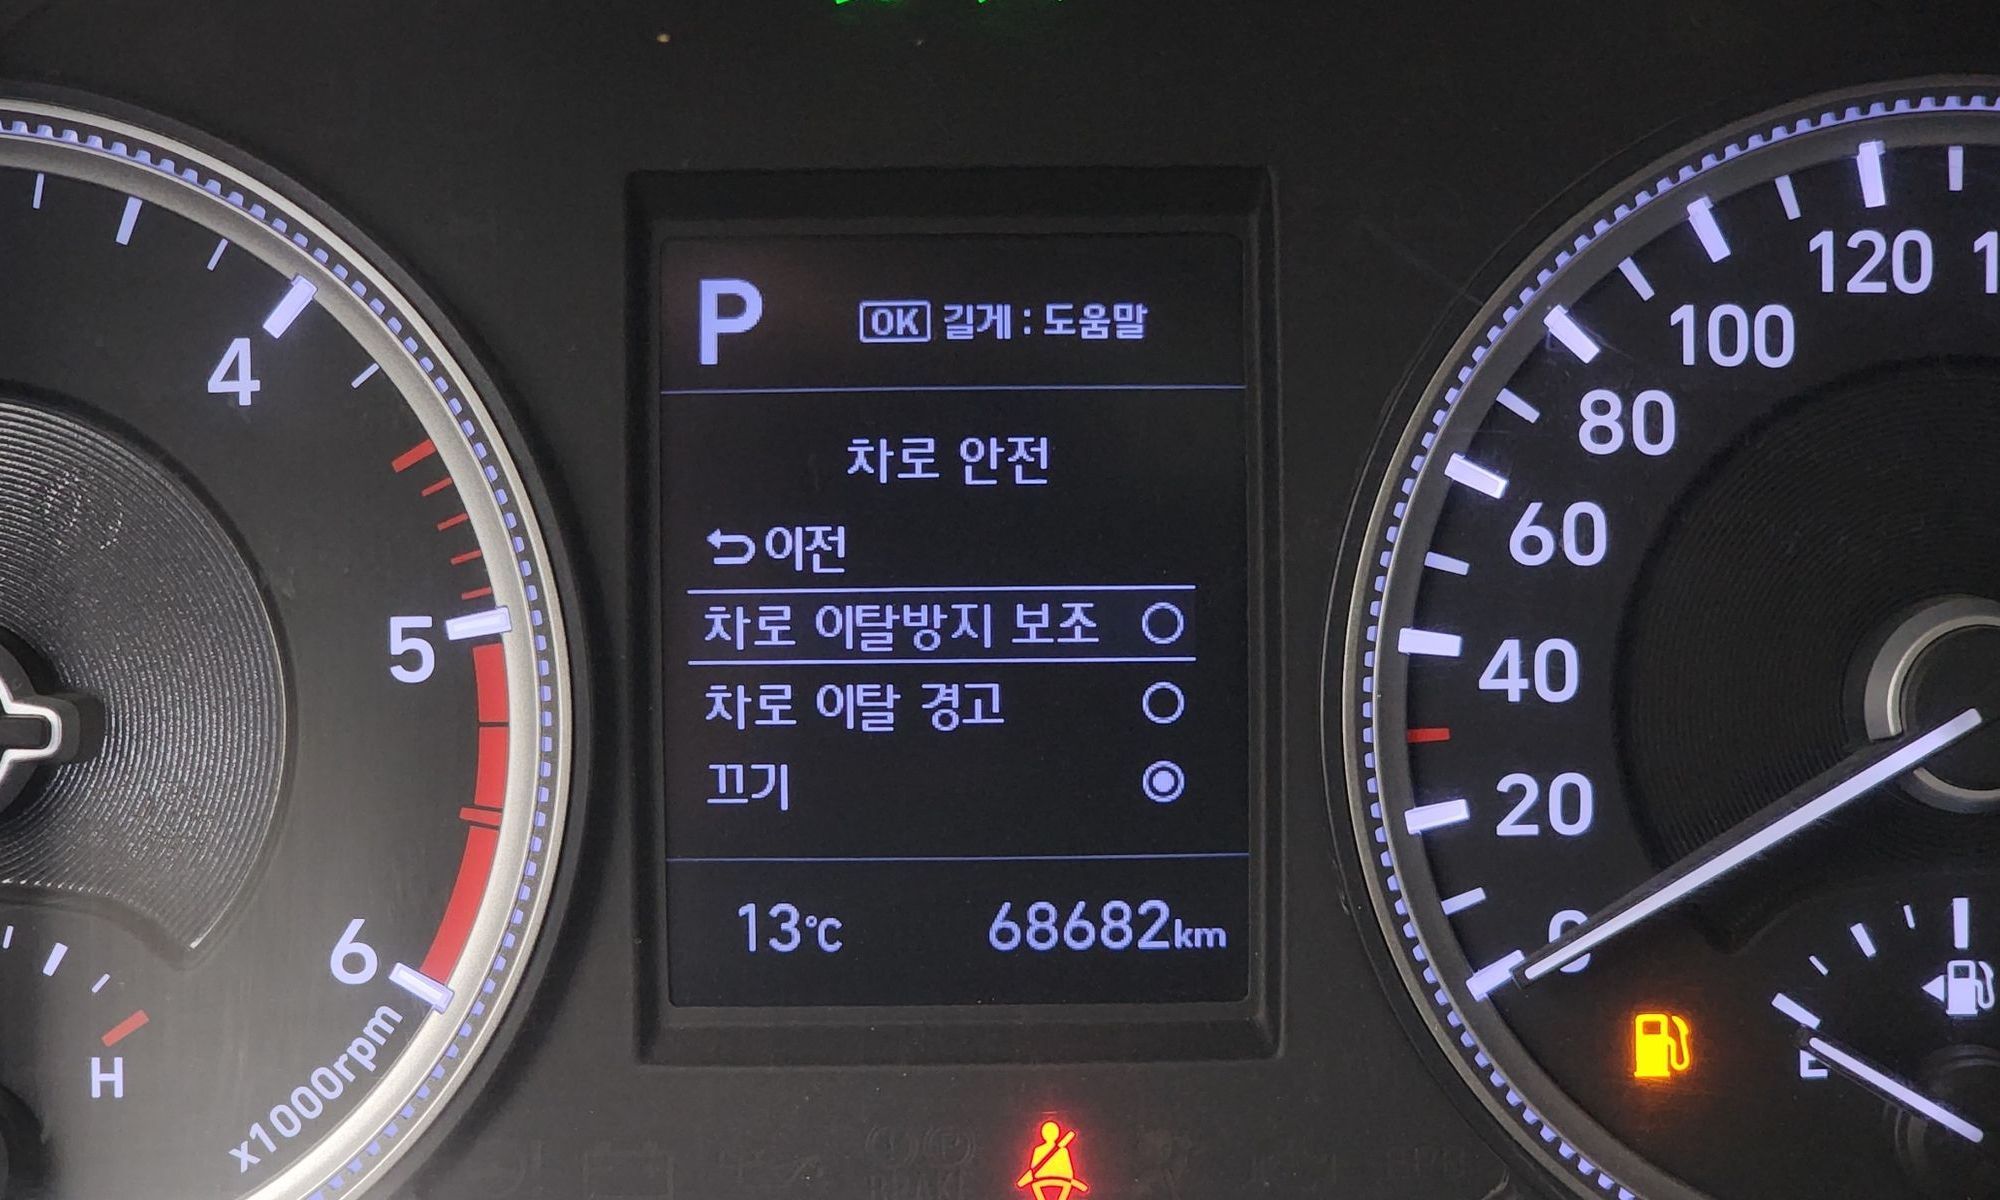 P
OK 길게 : 도움말
차로 안전
이전
차로 이탈방지 보조
차로 이탈 경고
끄기
13℃ 68682km
4
5
6
x1000rpm
H
0
20
40
60
80
100
120
E